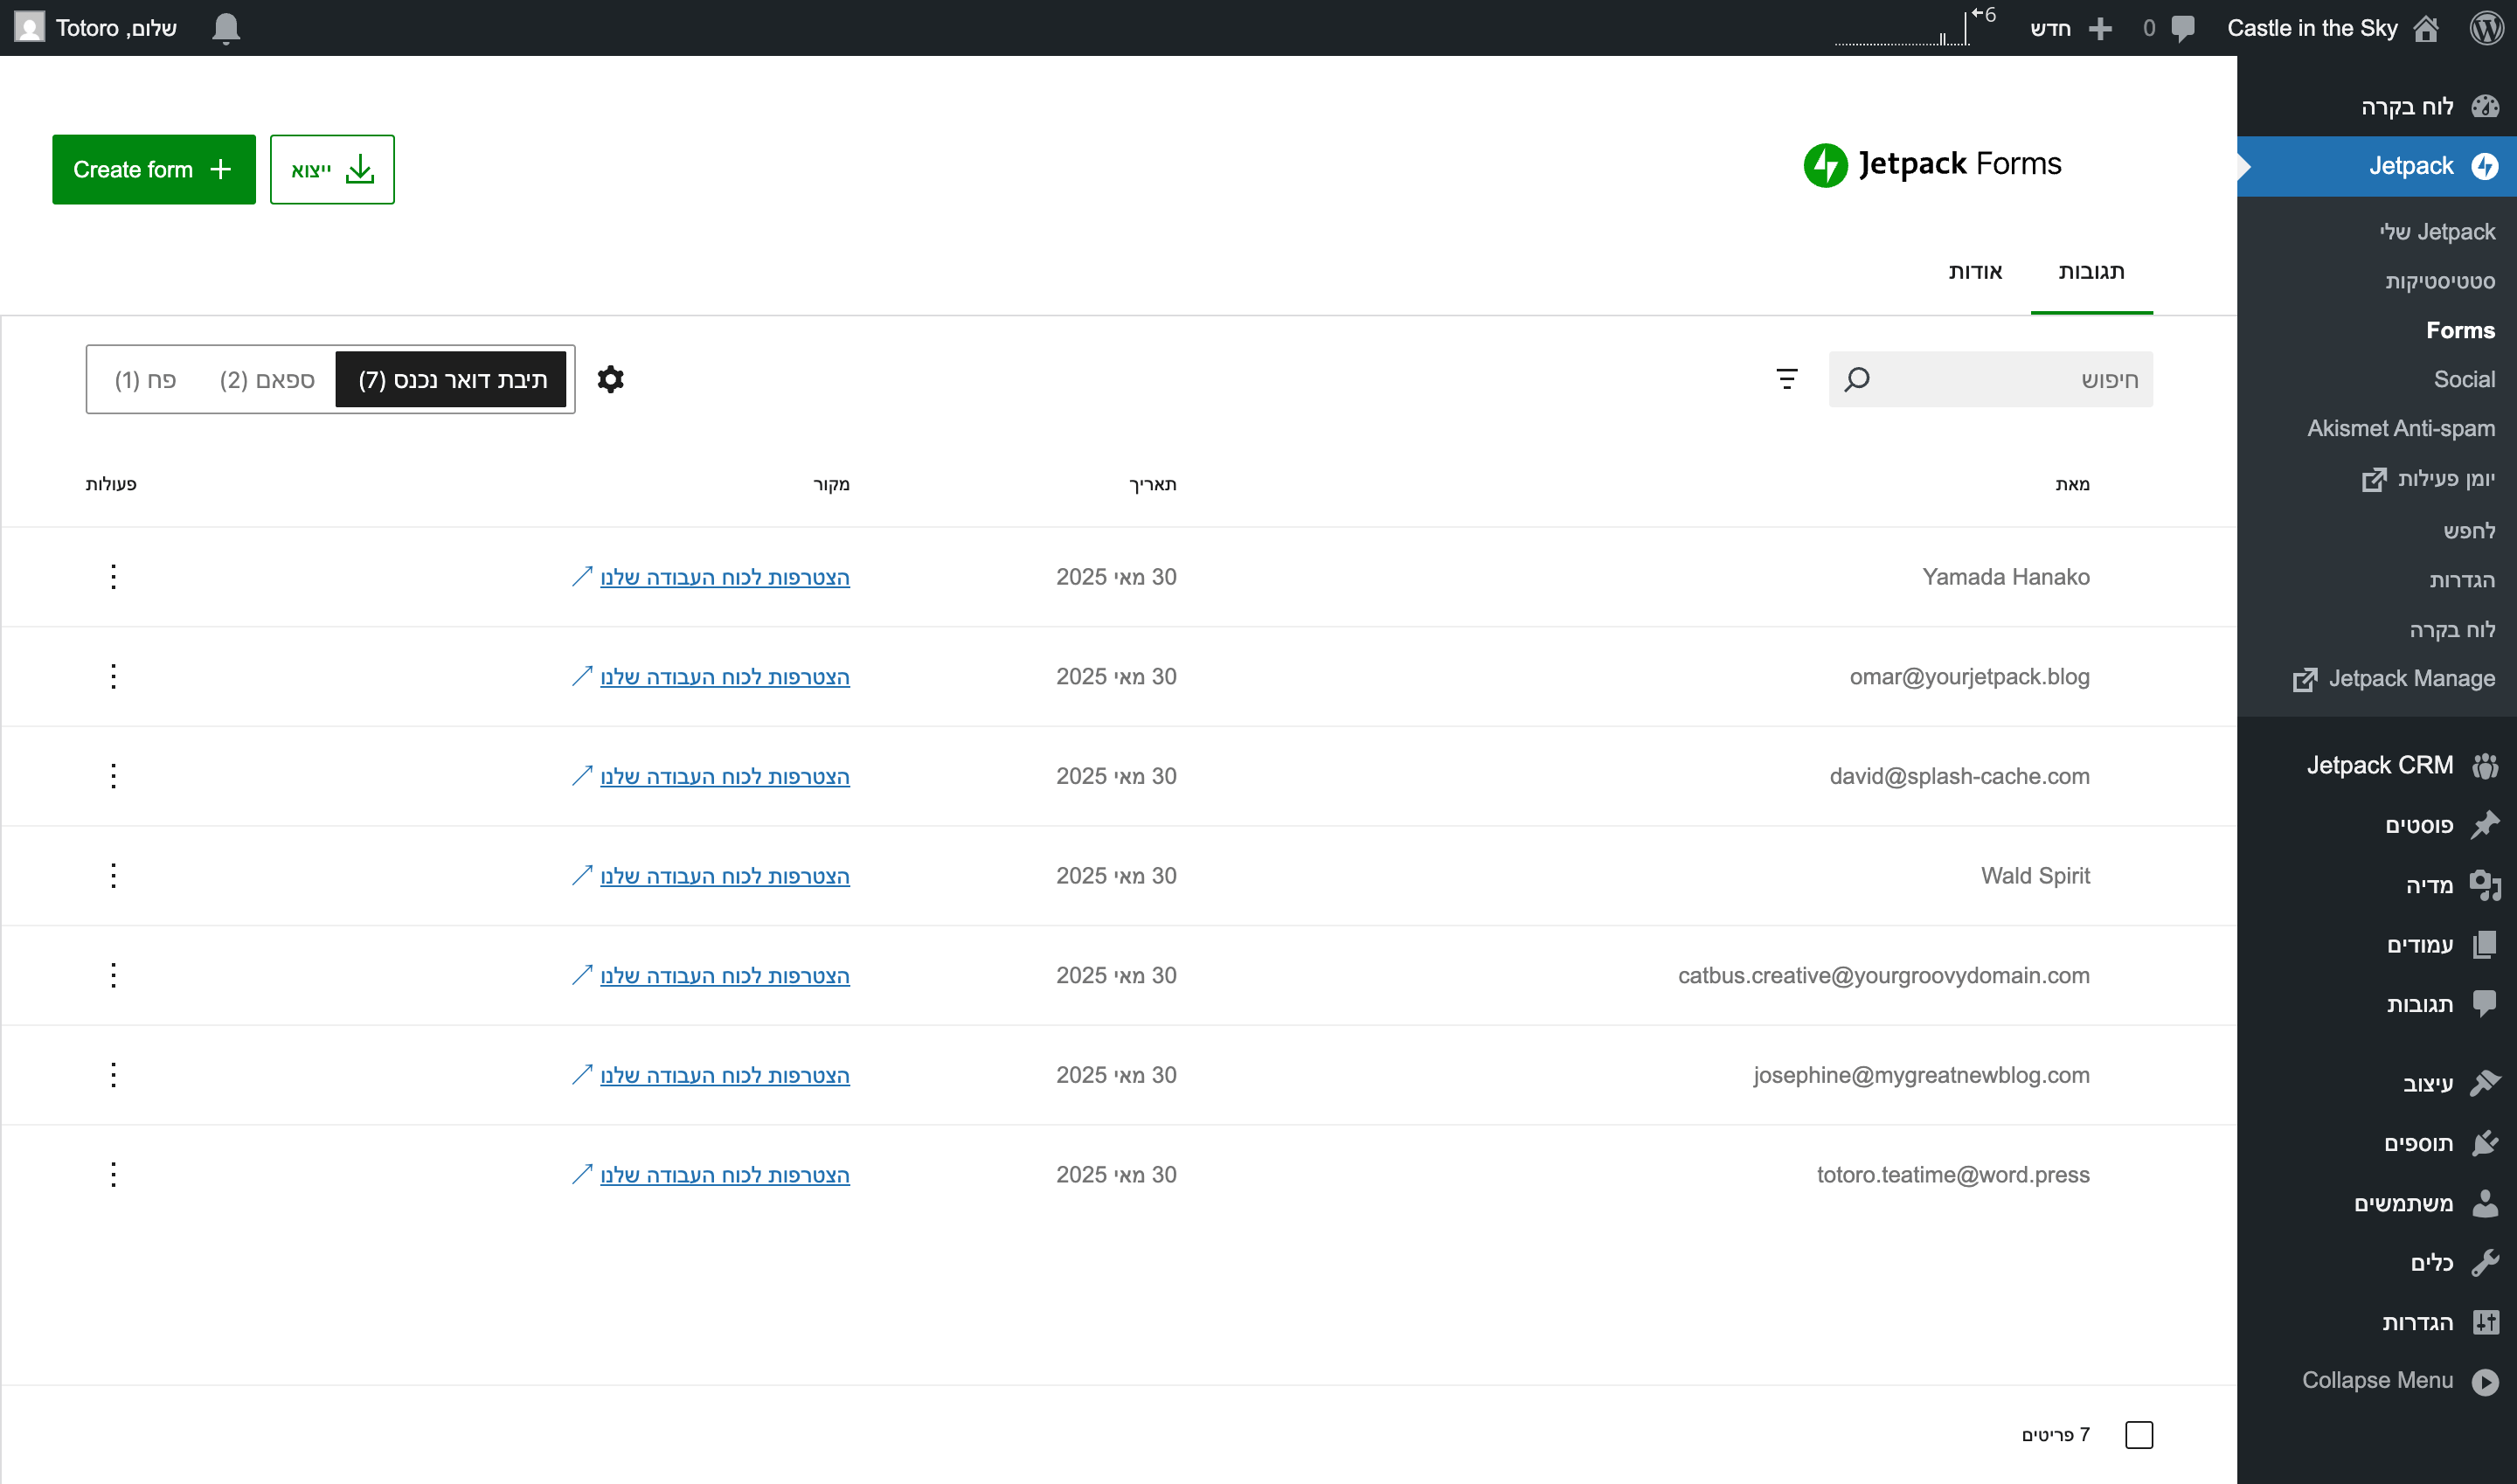 Castle in the Sky
0
חדש
6
שלום, Totoro
לוח בקרה
Jetpack
Jetpack שלי
סטטיסטיקות
Forms
Social
Akismet Anti-spam
יומן פעילות
לחפש
הגדרות
לוח בקרה
Jetpack Manage
Jetpack CRM
פוסטים
מדיה
עמודים
תגובות
עיצוב
תוספים
משתמשים
כלים
הגדרות
Collapse Menu
Jetpack Forms
ייצוא
Create form
תגובות
אודות
חיפוש
תיבת דואר נכנס (7)
ספאם (2)
פח (1)
מאת תאריך מקור פעולות
Yamada Hanako 30 מאי 2025 הצטרפות לכוח העבודה שלנו
omar@yourjetpack.blog 30 מאי 2025 הצטרפות לכוח העבודה שלנו
david@splash-cache.com 30 מאי 2025 הצטרפות לכוח העבודה שלנו
Wald Spirit 30 מאי 2025 הצטרפות לכוח העבודה שלנו
catbus.creative@yourgroovydomain.com 30 מאי 2025 הצטרפות לכוח העבודה שלנו
josephine@mygreatnewblog.com 30 מאי 2025 הצטרפות לכוח העבודה שלנו
totoro.teatime@word.press 30 מאי 2025 הצטרפות לכוח העבודה שלנו
7 פריטים